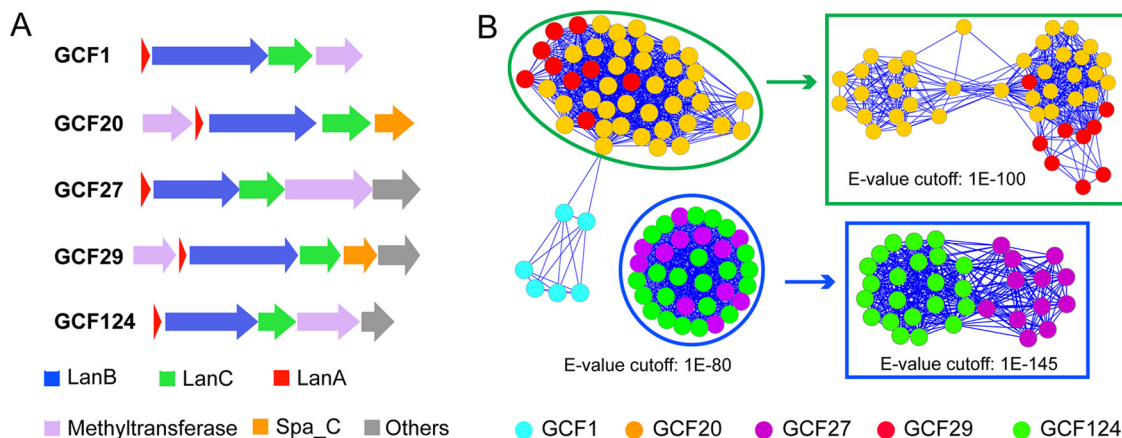 A
GCF1
GCF20
GCF27
GCF29
GCF124
LanB LanC LanA
Methyltransferase Spa_C Others
B
E-value cutoff: 1E-100
E-value cutoff: 1E-80
E-value cutoff: 1E-145
GCF1 GCF20 GCF27 GCF29 GCF124